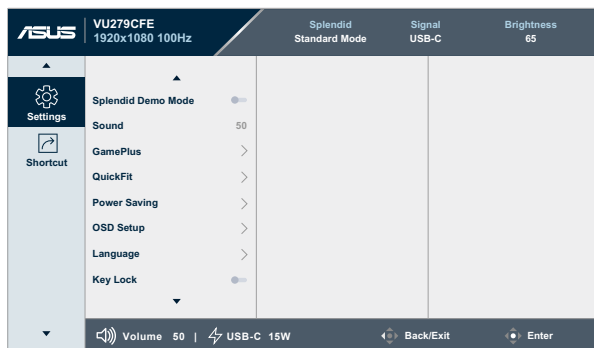 ASUS
VU279CFE
1920x1080 100Hz
Splendid
Standard Mode
Signal
USB-C
Brightness
65
Settings
Shortcut
Splendid Demo Mode
Sound 50
GamePlus
QuickFit
Power Saving
OSD Setup
Language
Key Lock
Volume 50 | USB-C 15W
Back/Exit
Enter